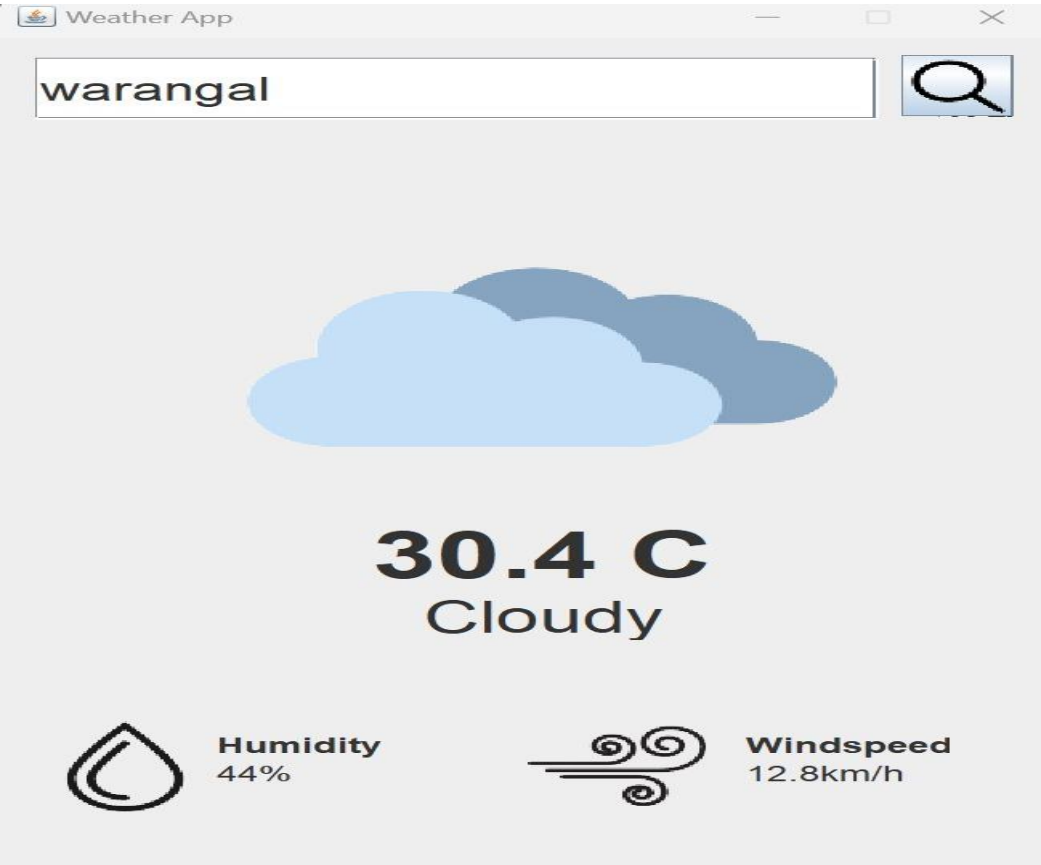 Weather App
warangal
30.4 C
Cloudy
Humidity
44%
Windspeed
12.8km/h